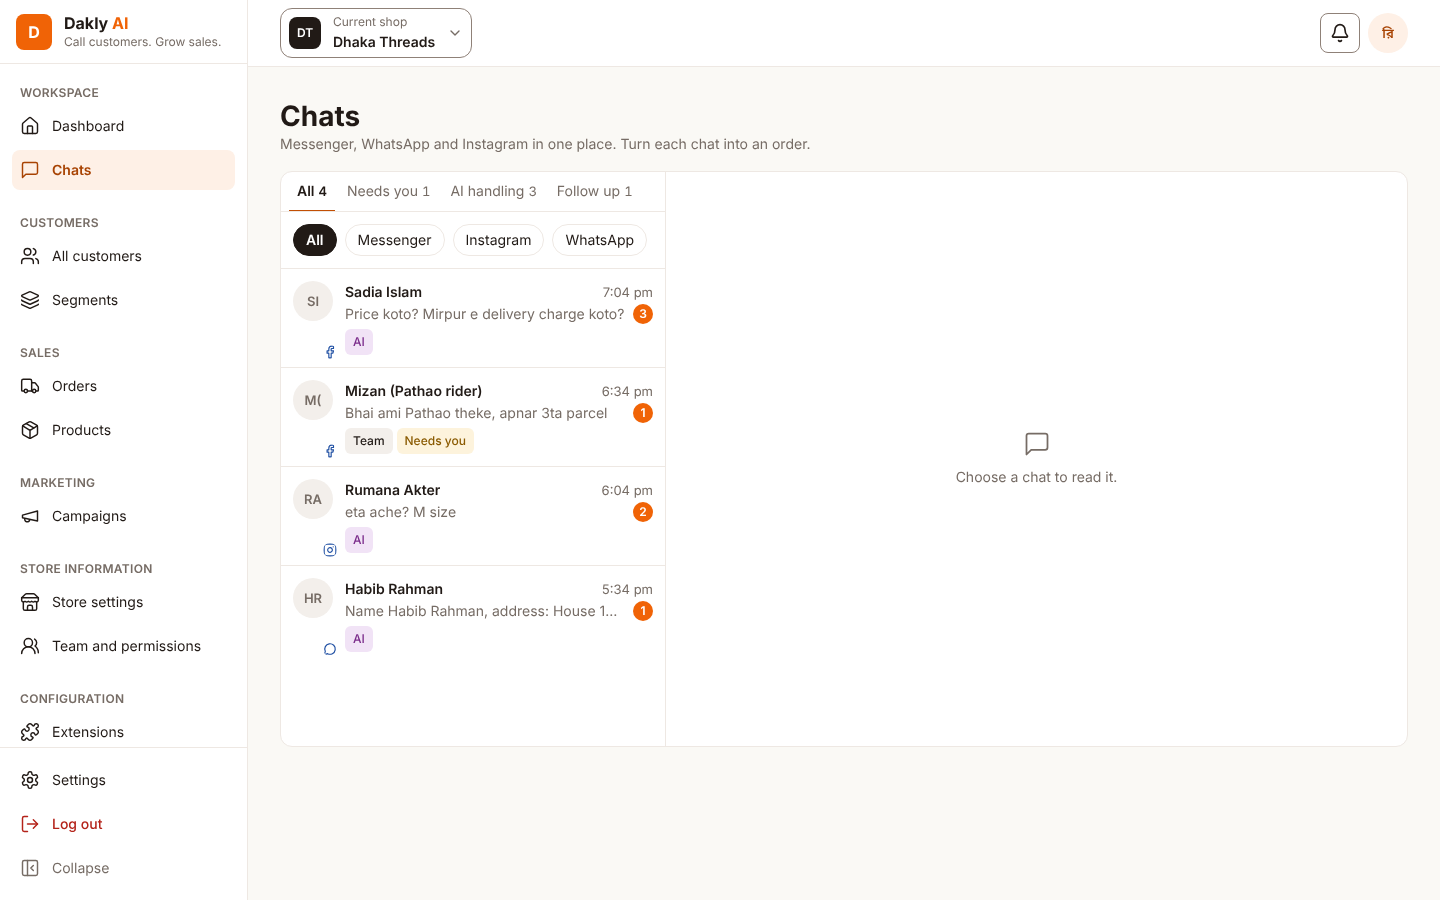 D
Dakly AI
Call customers. Grow sales.
DT
Current shop
Dhaka Threads
রি
WORKSPACE
Dashboard
Chats
CUSTOMERS
All customers
Segments
SALES
Orders
Products
MARKETING
Campaigns
STORE INFORMATION
Store settings
Team and permissions
CONFIGURATION
Extensions
Settings
Log out
Collapse
Chats
Messenger, WhatsApp and Instagram in one place. Turn each chat into an order.
All 4 Needs you 1 AI handling 3 Follow up 1
All Messenger Instagram WhatsApp
SI
Sadia Islam 7:04 pm
Price koto? Mirpur e delivery charge koto? 3
AI
M(
Mizan (Pathao rider) 6:34 pm
Bhai ami Pathao theke, apnar 3ta parcel 1
Team Needs you
RA
Rumana Akter 6:04 pm
eta ache? M size 2
AI
HR
Habib Rahman 5:34 pm
Name Habib Rahman, address: House 1... 1
AI
Choose a chat to read it.